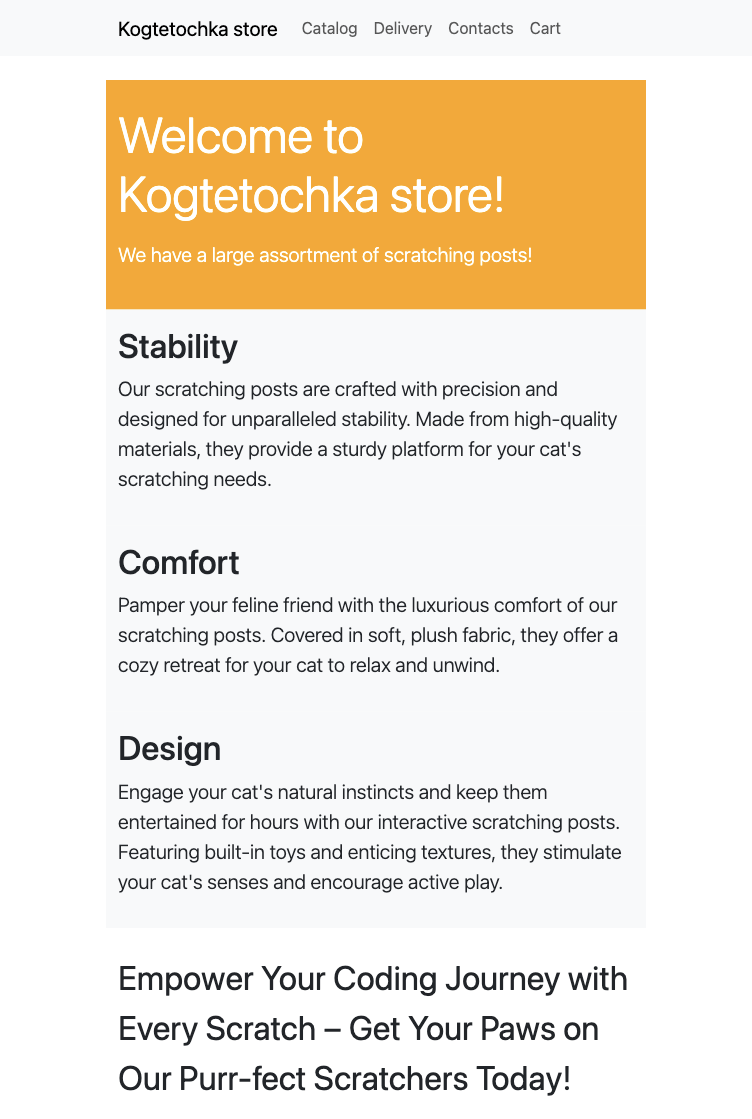 Kogtetochka store Catalog Delivery Contacts Cart
Welcome to
Kogtetochka store!
We have a large assortment of scratching posts!
Stability
Our scratching posts are crafted with precision and
designed for unparalleled stability. Made from high-quality
materials, they provide a sturdy platform for your cat's
scratching needs.
Comfort
Pamper your feline friend with the luxurious comfort of our
scratching posts. Covered in soft, plush fabric, they offer a
cozy retreat for your cat to relax and unwind.
Design
Engage your cat's natural instincts and keep them
entertained for hours with our interactive scratching posts.
Featuring built-in toys and enticing textures, they stimulate
your cat's senses and encourage active play.
Empower Your Coding Journey with
Every Scratch – Get Your Paws on
Our Purr-fect Scratchers Today!